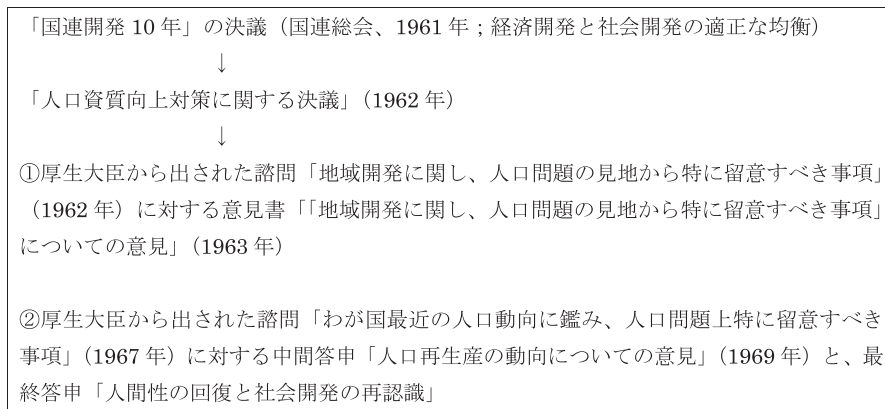 「国連開発 10 年」の決議（国連総会、1961 年；経済開発と社会開発の適正な均衡）
↓
「人口資質向上対策に関する決議」（1962 年）
↓
①厚生大臣から出された諮問「地域開発に関し、人口問題の見地から特に留意すべき事項」
（1962 年）に対する意見書「「地域開発に関し、人口問題の見地から特に留意すべき事項」
についての意見」（1963 年）
②厚生大臣から出された諮問「わが国最近の人口動向に鑑み、人口問題上特に留意すべき
事項」（1967 年）に対する中間答申「人口再生産の動向についての意見」（1969 年）と、最
終答申「人間性の回復と社会開発の再認識」